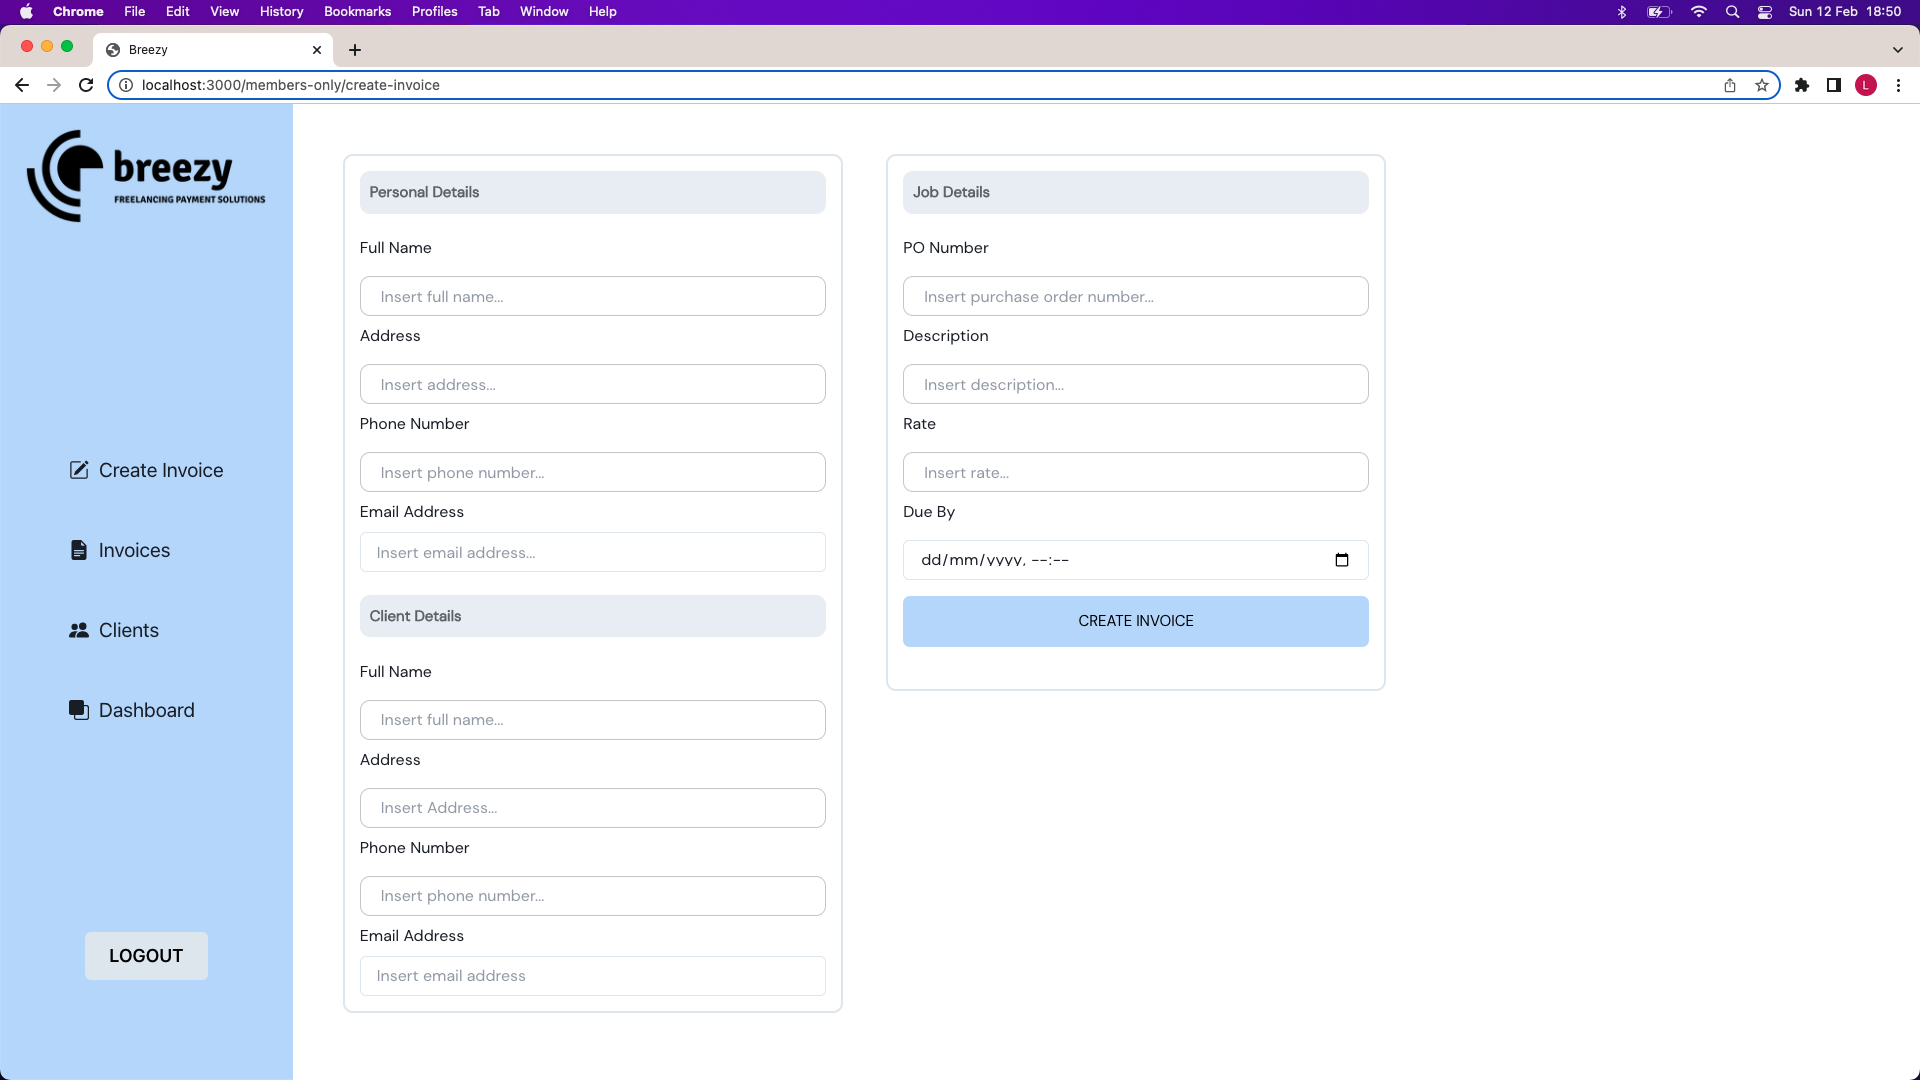 Chrome File Edit View History Bookmarks Profiles Tab Window Help Sun 12 Feb 18:50
Breezy
localhost:3000/members-only/create-invoice
L
breezy
FREELANCING PAYMENT SOLUTIONS
Create Invoice
Invoices
Clients
Dashboard
LOGOUT
Personal Details
Full Name
Insert full name...
Address
Insert address...
Phone Number
Insert phone number...
Email Address
Insert email address...
Client Details
Full Name
Insert full name...
Address
Insert Address...
Phone Number
Insert phone number...
Email Address
Insert email address
Job Details
PO Number
Insert purchase order number...
Description
Insert description...
Rate
Insert rate...
Due By
dd/mm/yyyy, --:--
CREATE INVOICE